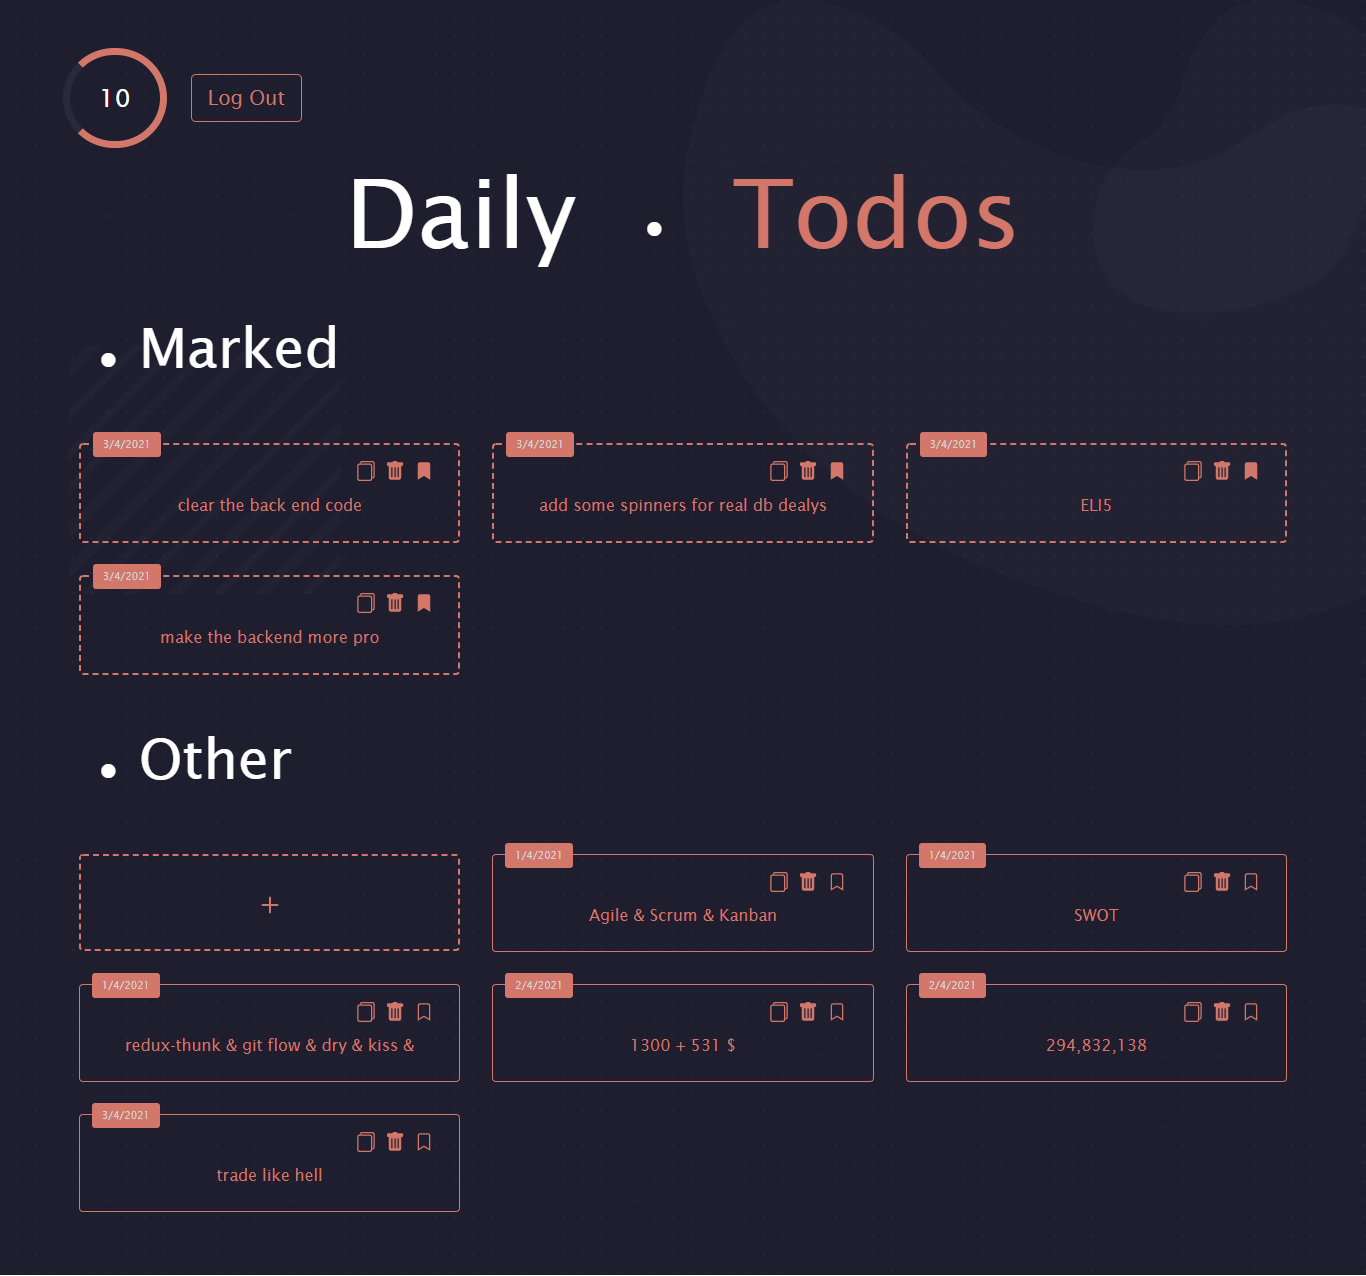 10
Log Out
Daily • Todos
• Marked
3/4/2021
clear the back end code
3/4/2021
add some spinners for real db dealys
3/4/2021
ELI5
3/4/2021
make the backend more pro
• Other
+
1/4/2021
Agile & Scrum & Kanban
1/4/2021
SWOT
1/4/2021
redux-thunk & git flow & dry & kiss &
2/4/2021
1300 + 531 $
2/4/2021
294,832,138
3/4/2021
trade like hell